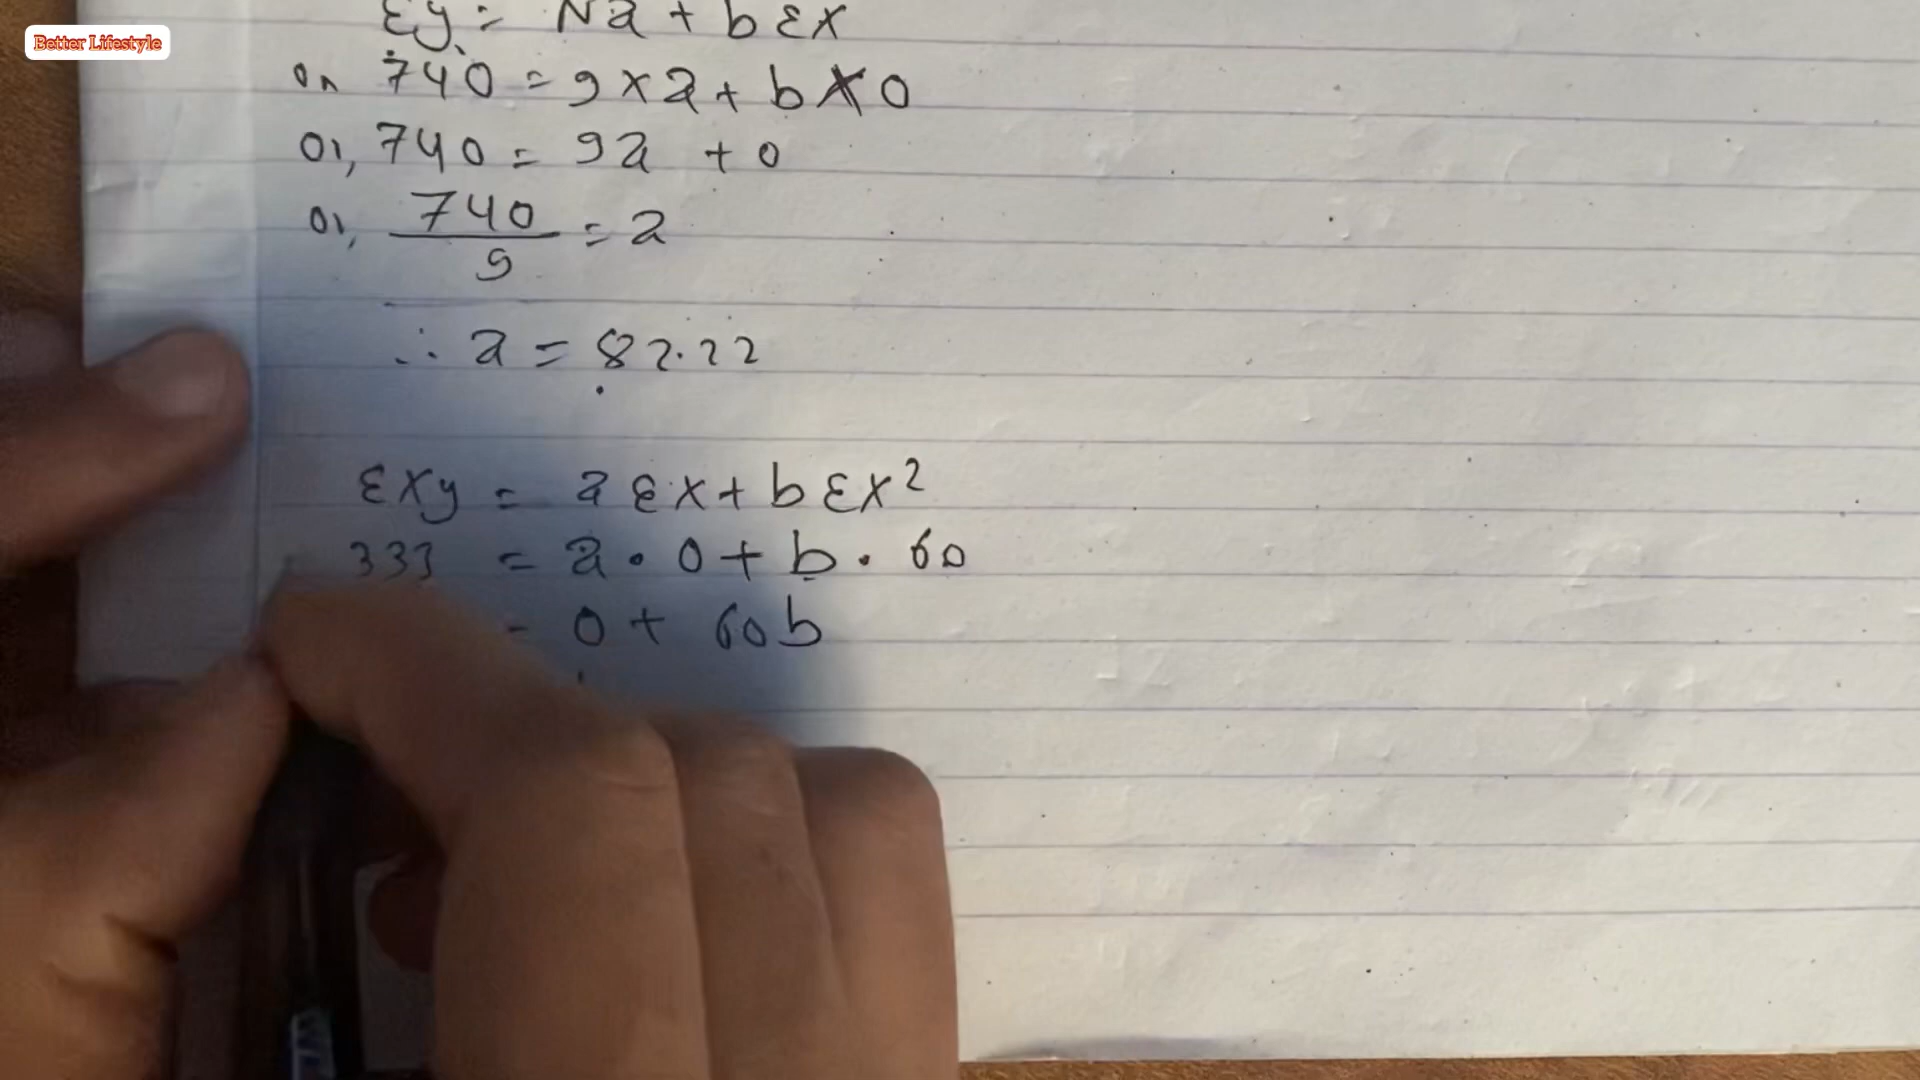 Better Lifestyle
Σy = Na + bΣx
or 740 = 9×a + b×0
or, 740 = 9a + 0
or, 740/9 = a
∴ a = 82.22
Σxy = aΣx + bΣx²
333 = a·0 + b·60
= 0 + 60b